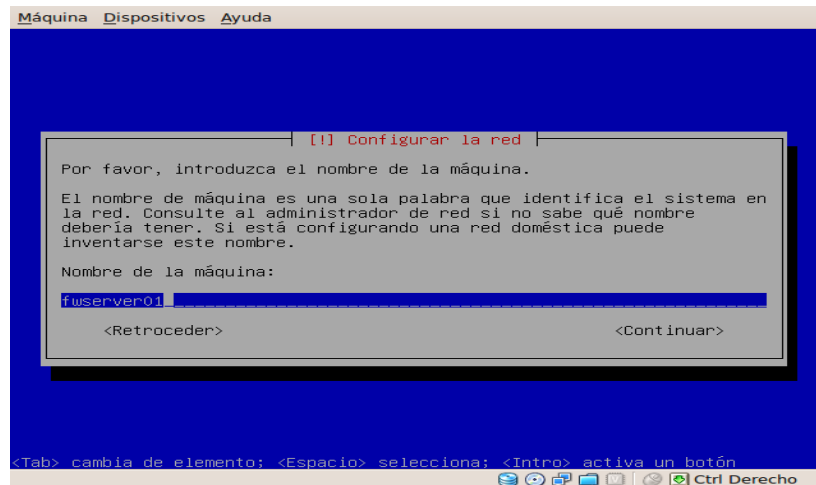 Máquina Dispositivos Ayuda
[!] Configurar la red
Por favor, introduzca el nombre de la máquina.
El nombre de máquina es una sola palabra que identifica el sistema en
la red. Consulte al administrador de red si no sabe qué nombre
debería tener. Si está configurando una red doméstica puede
inventarse este nombre.
Nombre de la máquina:
fwserver01
<Retroceder> <Continuar>
<Tab> cambia de elemento; <Espacio> selecciona; <Intro> activa un botón
Ctrl Derecho